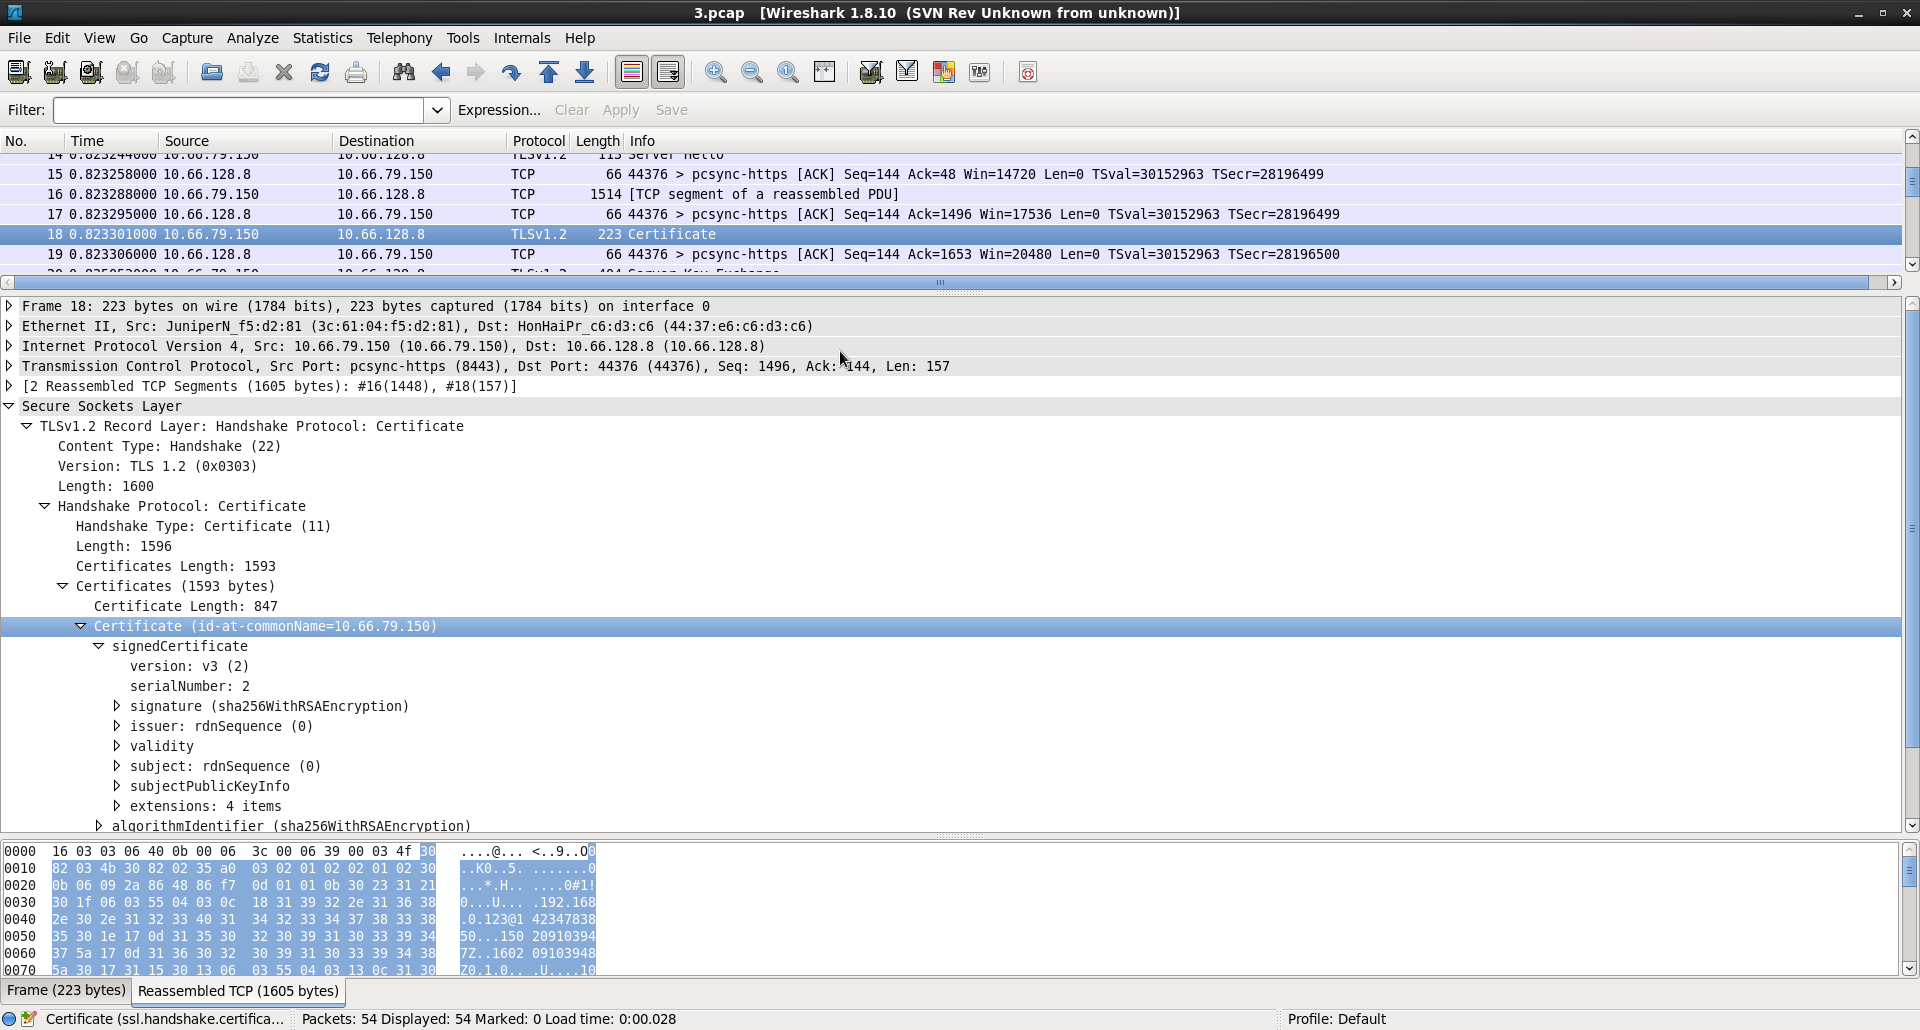 3.pcap   [Wireshark 1.8.10  (SVN Rev Unknown from unknown)]
File Edit View Go Capture Analyze Statistics Telephony Tools Internals Help
Filter: Expression... Clear Apply Save
No. Time Source Destination Protocol Length Info
14 0.823244000 10.66.79.150 10.66.128.8 TLSv1.2 113 Server Hello
15 0.823258000 10.66.128.8 10.66.79.150 TCP 66 44376 > pcsync-https [ACK] Seq=144 Ack=48 Win=14720 Len=0 TSval=30152963 TSecr=28196499
16 0.823288000 10.66.79.150 10.66.128.8 TCP 1514 [TCP segment of a reassembled PDU]
17 0.823295000 10.66.128.8 10.66.79.150 TCP 66 44376 > pcsync-https [ACK] Seq=144 Ack=1496 Win=17536 Len=0 TSval=30152963 TSecr=28196499
18 0.823301000 10.66.79.150 10.66.128.8 TLSv1.2 223 Certificate
19 0.823306000 10.66.128.8 10.66.79.150 TCP 66 44376 > pcsync-https [ACK] Seq=144 Ack=1653 Win=20480 Len=0 TSval=30152963 TSecr=28196500
Frame 18: 223 bytes on wire (1784 bits), 223 bytes captured (1784 bits) on interface 0
Ethernet II, Src: JuniperN_f5:d2:81 (3c:61:04:f5:d2:81), Dst: HonHaiPr_c6:d3:c6 (44:37:e6:c6:d3:c6)
Internet Protocol Version 4, Src: 10.66.79.150 (10.66.79.150), Dst: 10.66.128.8 (10.66.128.8)
Transmission Control Protocol, Src Port: pcsync-https (8443), Dst Port: 44376 (44376), Seq: 1496, Ack: 144, Len: 157
[2 Reassembled TCP Segments (1605 bytes): #16(1448), #18(157)]
Secure Sockets Layer
TLSv1.2 Record Layer: Handshake Protocol: Certificate
Content Type: Handshake (22)
Version: TLS 1.2 (0x0303)
Length: 1600
Handshake Protocol: Certificate
Handshake Type: Certificate (11)
Length: 1596
Certificates Length: 1593
Certificates (1593 bytes)
Certificate Length: 847
Certificate (id-at-commonName=10.66.79.150)
signedCertificate
version: v3 (2)
serialNumber: 2
signature (sha256WithRSAEncryption)
issuer: rdnSequence (0)
validity
subject: rdnSequence (0)
subjectPublicKeyInfo
extensions: 4 items
algorithmIdentifier (sha256WithRSAEncryption)
0000 16 03 03 06 40 0b 00 06 3c 00 06 39 00 03 4f 30 ....@... <..9..O0
0010 82 03 4b 30 82 02 35 a0 03 02 01 02 02 01 02 30 ..K0..5. .......0
0020 0b 06 09 2a 86 48 86 f7 0d 01 01 0b 30 23 31 21 ...*.H.. ....0#1!
0030 30 1f 06 03 55 04 03 0c 18 31 39 32 2e 31 36 38 0...U... .192.168
0040 2e 30 2e 31 32 33 40 31 34 32 33 34 37 38 33 38 .0.123@1 42347838
0050 35 30 1e 17 0d 31 35 30 32 30 39 31 30 33 39 34 50...150 20910394
0060 37 5a 17 0d 31 36 30 32 30 39 31 30 33 39 34 38 7Z..1602 09103948
0070 5a 30 17 31 15 30 13 06 03 55 04 03 13 0c 31 30 Z0.1.0.. .U....10
Frame (223 bytes) Reassembled TCP (1605 bytes)
Certificate (ssl.handshake.certifica... Packets: 54 Displayed: 54 Marked: 0 Load time: 0:00.028 Profile: Default